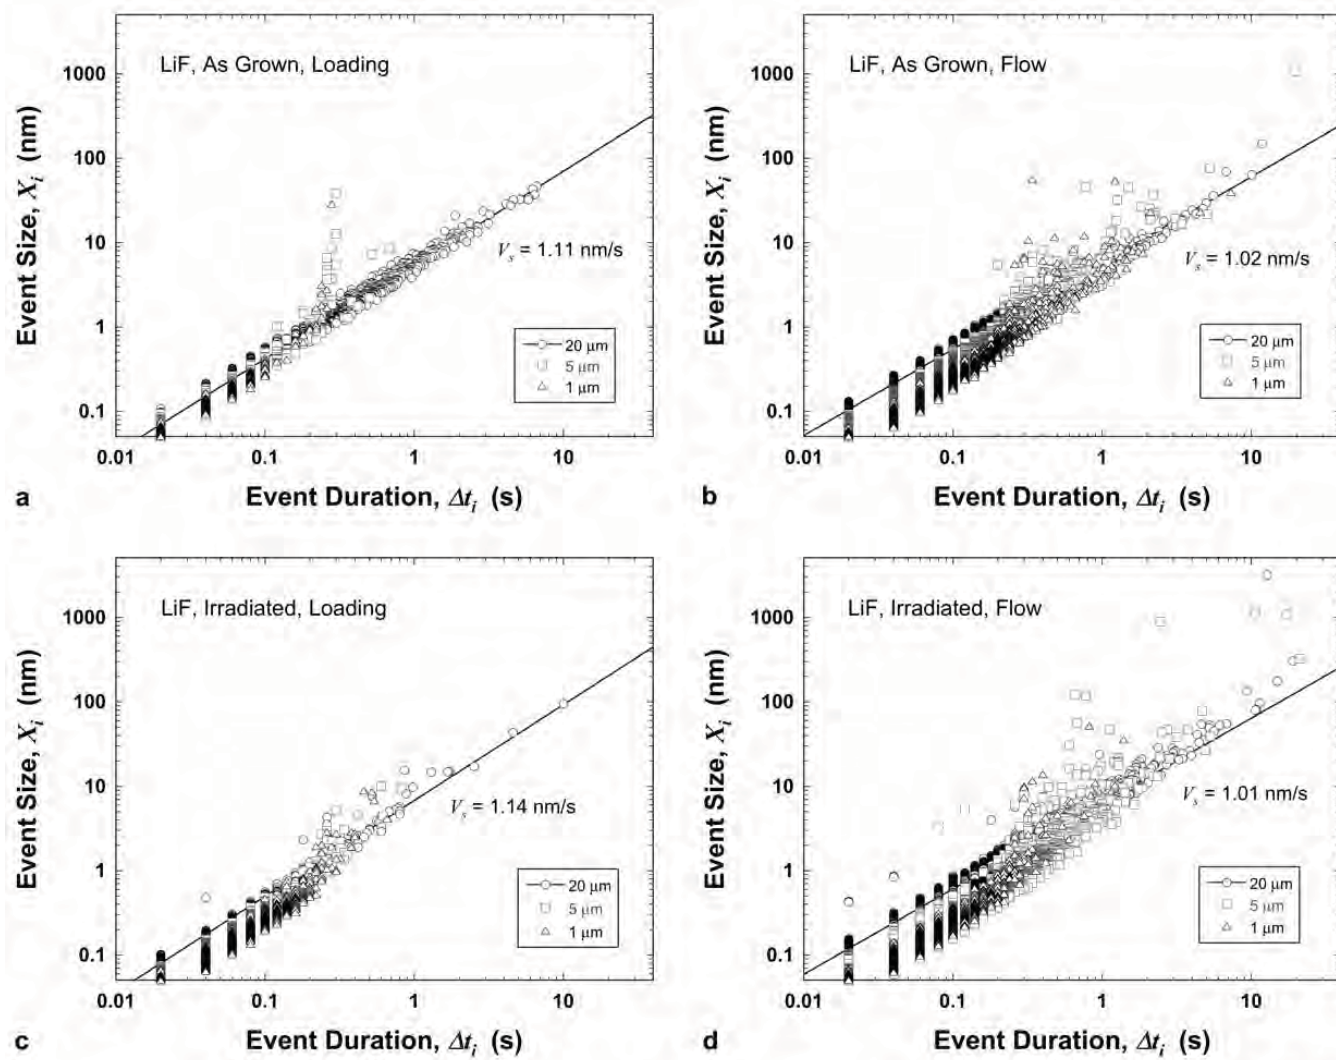 LiF, As Grown, Loading
1000
100
10
1
0.1
Event Size, Xi (nm)
Vs = 1.11 nm/s
20 μm
5 μm
1 μm
0.01 0.1 1 10
Event Duration, Δti (s)
a
LiF, As Grown, Flow
1000
100
10
1
0.1
Event Size, Xi (nm)
Vs = 1.02 nm/s
20 μm
5 μm
1 μm
0.01 0.1 1 10
Event Duration, Δti (s)
b
LiF, Irradiated, Loading
1000
100
10
1
0.1
Event Size, Xi (nm)
Vs = 1.14 nm/s
20 μm
5 μm
1 μm
0.01 0.1 1 10
Event Duration, Δti (s)
c
LiF, Irradiated, Flow
1000
100
10
1
0.1
Event Size, Xi (nm)
Vs = 1.01 nm/s
20 μm
5 μm
1 μm
0.01 0.1 1 10
Event Duration, Δti (s)
d